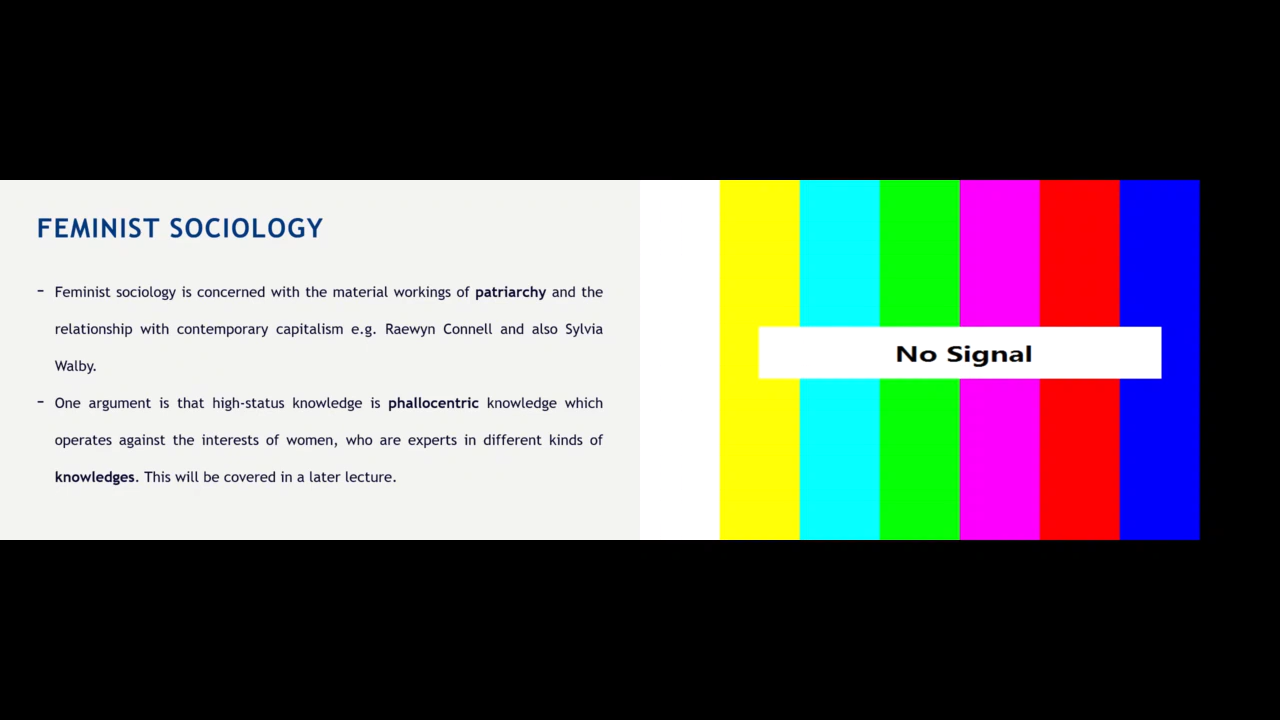 FEMINIST SOCIOLOGY
- Feminist sociology is concerned with the material workings of patriarchy and the
relationship with contemporary capitalism e.g. Raewyn Connell and also Sylvia
Walby.
- One argument is that high-status knowledge is phallocentric knowledge which
operates against the interests of women, who are experts in different kinds of
knowledges. This will be covered in a later lecture.
No Signal